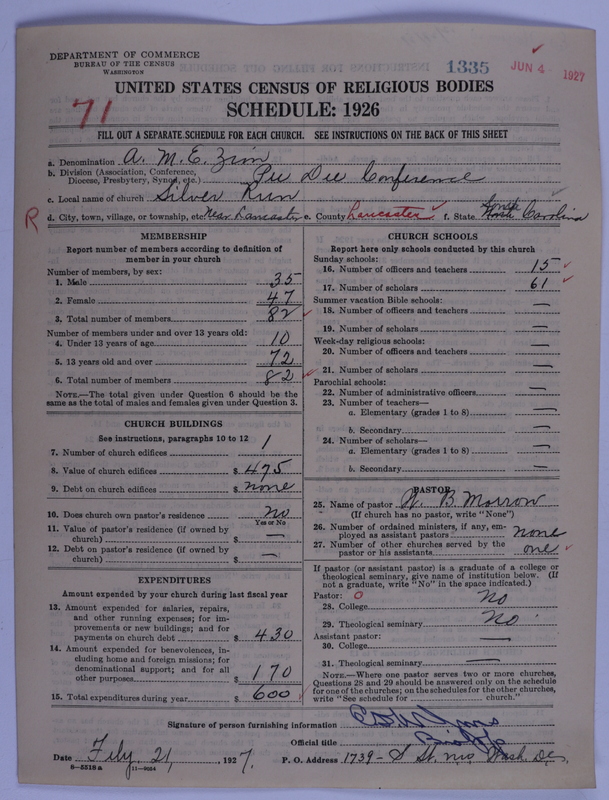 DEPARTMENT OF COMMERCE
BUREAU OF THE CENSUS
WASHINGTON
1335
JUN 4 1927
71
UNITED STATES CENSUS OF RELIGIOUS BODIES
SCHEDULE: 1926
FILL OUT A SEPARATE SCHEDULE FOR EACH CHURCH. SEE INSTRUCTIONS ON THE BACK OF THIS SHEET
a. Denomination A. M. E. Zion
b. Division (Association, Conference, Diocese, Presbytery, Synod, etc.) Pee Dee Conference
c. Local name of church Silver Run
R
d. City, town, village, or township, etc. Near Lancaster e. County Lancaster f. State South Carolina
MEMBERSHIP
Report number of members according to definition of member in your church
Number of members, by sex:
1. Male 35
2. Female 47
3. Total number of members 82
Number of members under and over 13 years old:
4. Under 13 years of age 10
5. 13 years old and over 72
6. Total number of members 82
NOTE.—The total given under Question 6 should be the same as the total of males and females given under Question 3.
CHURCH BUILDINGS
See instructions, paragraphs 10 to 12
7. Number of church edifices 1
8. Value of church edifices $ 475
9. Debt on church edifices $ none
10. Does church own pastor's residence no
Yes or No
11. Value of pastor's residence (if owned by church) $ —
12. Debt on pastor's residence (if owned by church) $ —
EXPENDITURES
Amount expended by your church during last fiscal year
13. Amount expended for salaries, repairs, and other running expenses; for improvements or new buildings; and for payments on church debt $ 430
14. Amount expended for benevolences, including home and foreign missions; for denominational support; and for all other purposes $ 170
15. Total expenditures during year $ 600
CHURCH SCHOOLS
Report here only schools conducted by this church
Sunday schools:
16. Number of officers and teachers 15
17. Number of scholars 61
Summer vacation Bible schools:
18. Number of officers and teachers —
19. Number of scholars —
Week-day religious schools:
20. Number of officers and teachers —
21. Number of scholars —
Parochial schools:
22. Number of administrative officers —
23. Number of teachers—
a. Elementary (grades 1 to 8) —
b. Secondary —
24. Number of scholars—
a. Elementary (grades 1 to 8) —
b. Secondary —
PASTOR
25. Name of pastor B. Morrow
(If church has no pastor, write "None")
26. Number of ordained ministers, if any, employed as assistant pastors none
27. Number of other churches served by the pastor or his assistants one
If pastor (or assistant pastor) is a graduate of a college or theological seminary, give name of institution below. (If not a graduate, write "No" in the space indicated.)
Pastor: 0
28. College No
29. Theological seminary No
Assistant pastor:
30. College —
31. Theological seminary —
NOTE.—Where one pastor serves two or more churches, Questions 28 and 29 should be answered only on the schedule for one of the churches; on the schedules for the other churches, write "See schedule for church."
Signature of person furnishing information
Official title Bishop
Date 21, 1927. P. O. Address 1739- S St. NW Wash. DC.
8-5518 a 11-9054